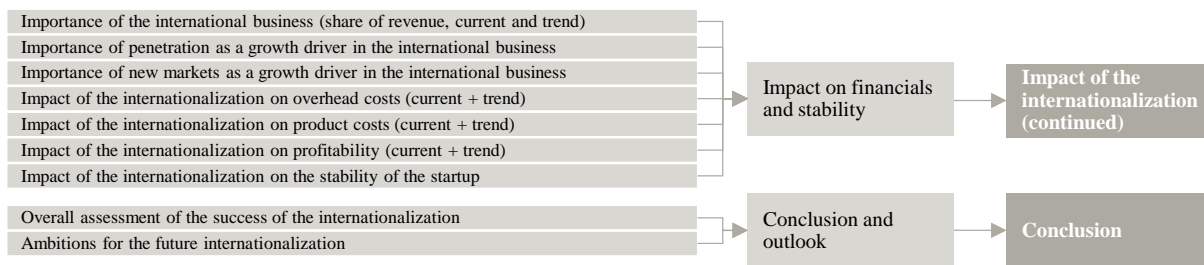 Importance of the international business (share of revenue, current and trend)
Importance of penetration as a growth driver in the international business
Importance of new markets as a growth driver in the international business
Impact of the internationalization on overhead costs (current + trend)
Impact of the internationalization on product costs (current + trend)
Impact of the internationalization on profitability (current + trend)
Impact of the internationalization on the stability of the startup
Impact on financials
and stability
Impact of the
internationalization
(continued)
Overall assessment of the success of the internationalization
Ambitions for the future internationalization
Conclusion and
outlook
Conclusion